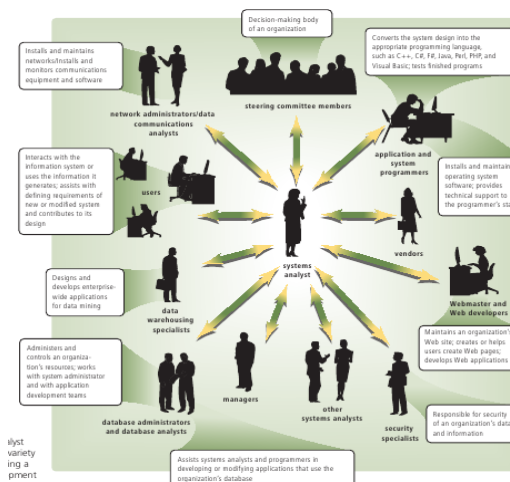 Decision-making body
of an organization
Converts the system design into the
appropriate programming language,
such as C++, C#, F#, Java, Perl, PHP, and
Visual Basic; tests finished programs
Installs and maintains
networks/Installs and
monitors communications
equipment and software
steering committee members
network administrators/data
communications
analysts
application and
system
programmers
Interacts with the
information system or
uses the information it
generates; assists with
defining requirements of
new or modified system
and contributes to its
design
users
Installs and maintain
operating system
software; provides
technical support to
the programmer's sta
vendors
systems
analyst
Designs and
develops enterprise-
wide applications
for data mining
data
warehousing
specialists
Webmaster and
Web developers
Maintains an organization's
Web site; creates or helps
users create Web pages;
develops Web applications
Administers and
controls an organiza-
tion's resources; works
with system administrator
and with application
development teams
managers
database administrators
and database analysts
other
systems analysts
security
specialists
Responsible for security
of an organization's data
and information
Assists systems analysts and programmers in
developing or modifying applications that use the
organization's database
alyst
variety
ing a
pment